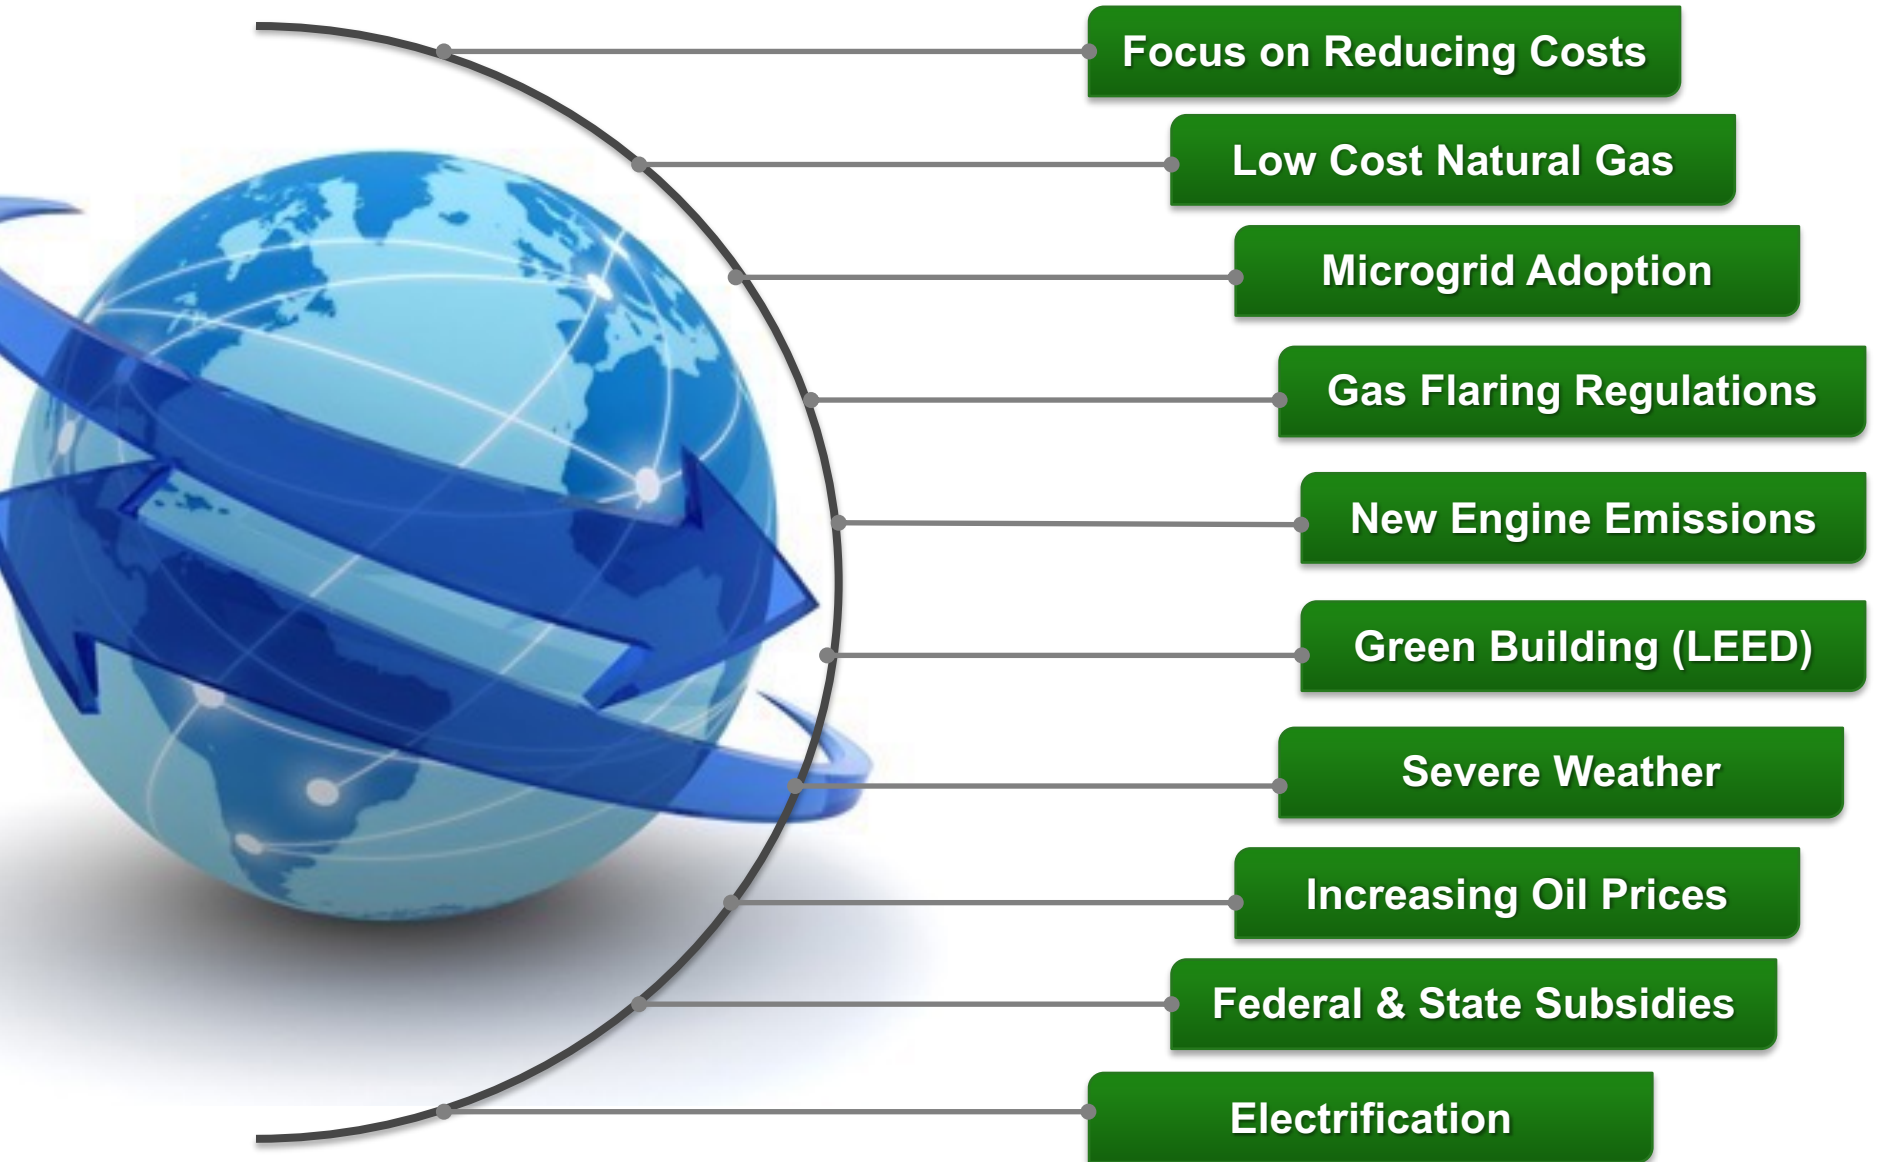 Focus on Reducing Costs
Low Cost Natural Gas
Microgrid Adoption
Gas Flaring Regulations
New Engine Emissions
Green Building (LEED)
Severe Weather
Increasing Oil Prices
Federal & State Subsidies
Electrification